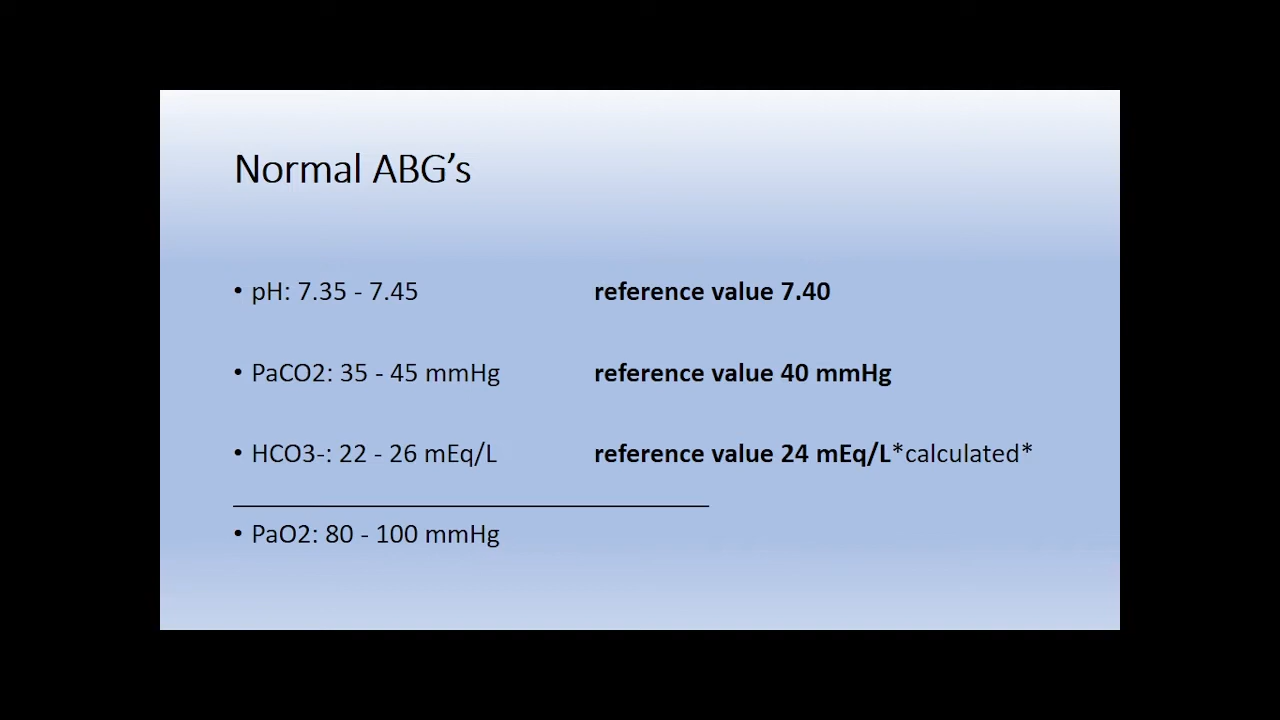 Normal ABG’s
• pH: 7.35 - 7.45 reference value 7.40
• PaCO2: 35 - 45 mmHg reference value 40 mmHg
• HCO3-: 22 - 26 mEq/L reference value 24 mEq/L*calculated*
• PaO2: 80 - 100 mmHg